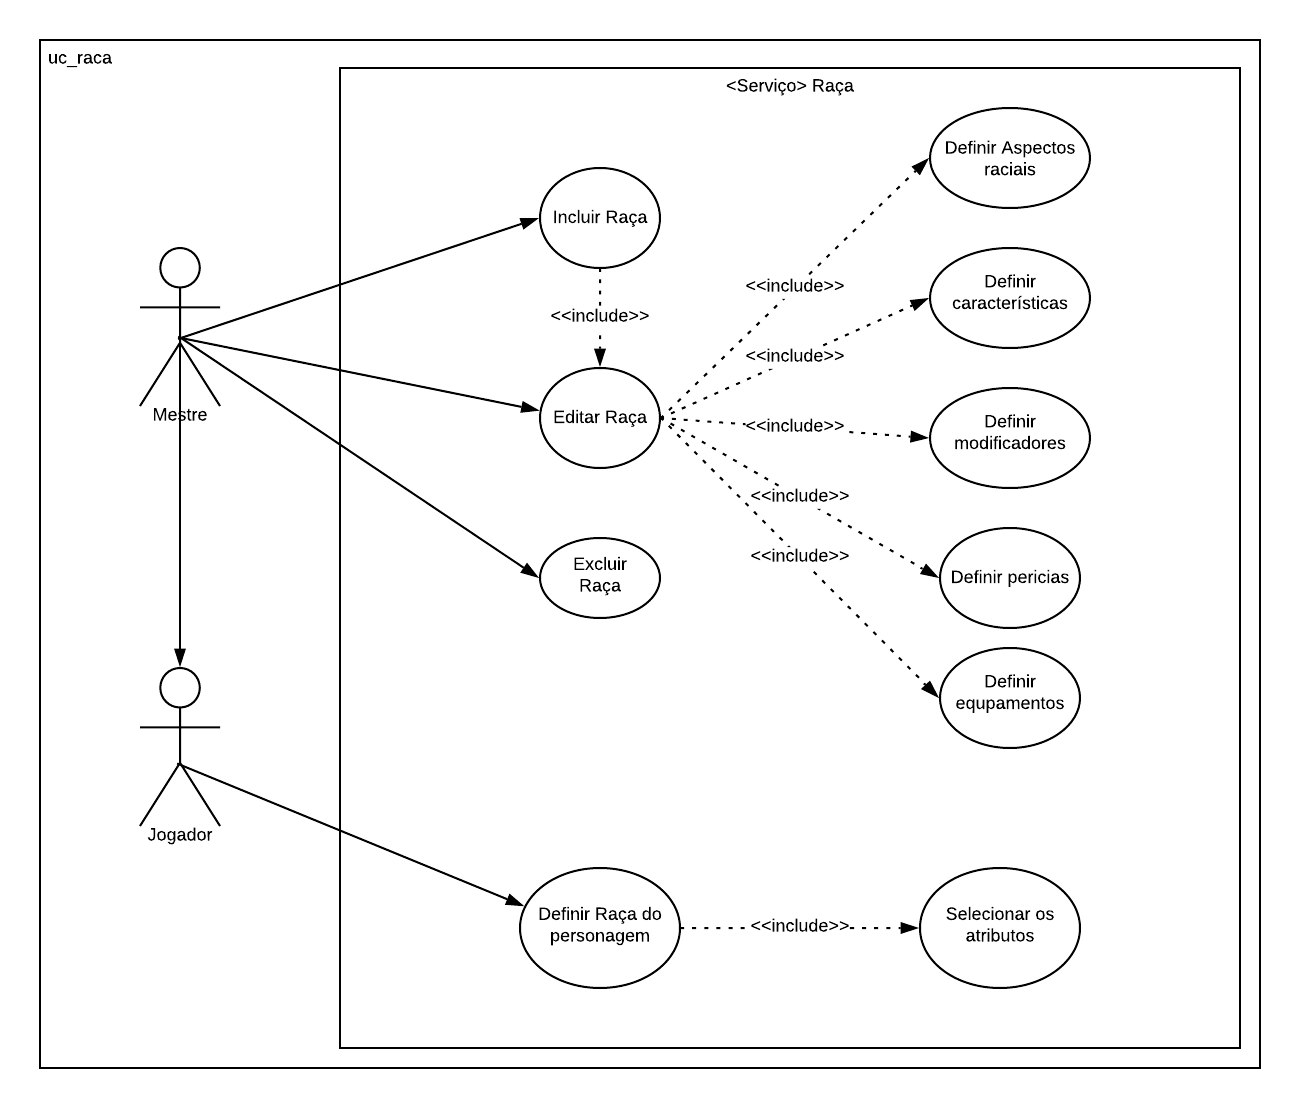 uc_raca
<Serviço> Raça
Definir Aspectos
raciais
Incluir Raça
Definir
características
<<include>>
<<include>>
<<include>>
Mestre
Editar Raça
<<include>>
Definir
modificadores
<<include>>
<<include>>
Excluir
Raça
Definir pericias
Definir
equpamentos
Jogador
Definir Raça do
personagem
<<include>>
Selecionar os
atributos